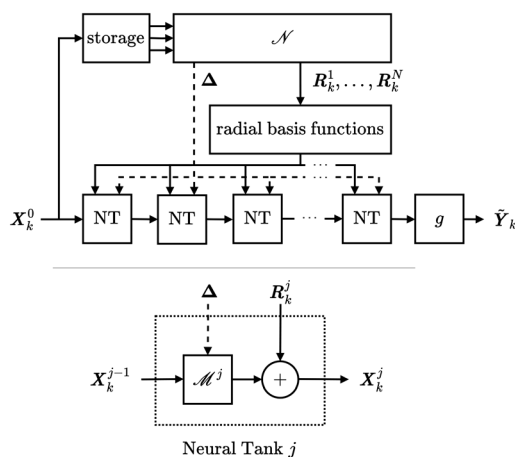 storage 𝒩
Δ R_k^1, ..., R_k^N
radial basis functions
...
...
X_k^0 NT NT NT ... NT g Ỹ_k
Δ R_k^j
X_k^{j-1} ℳ^j + X_k^j
Neural Tank j